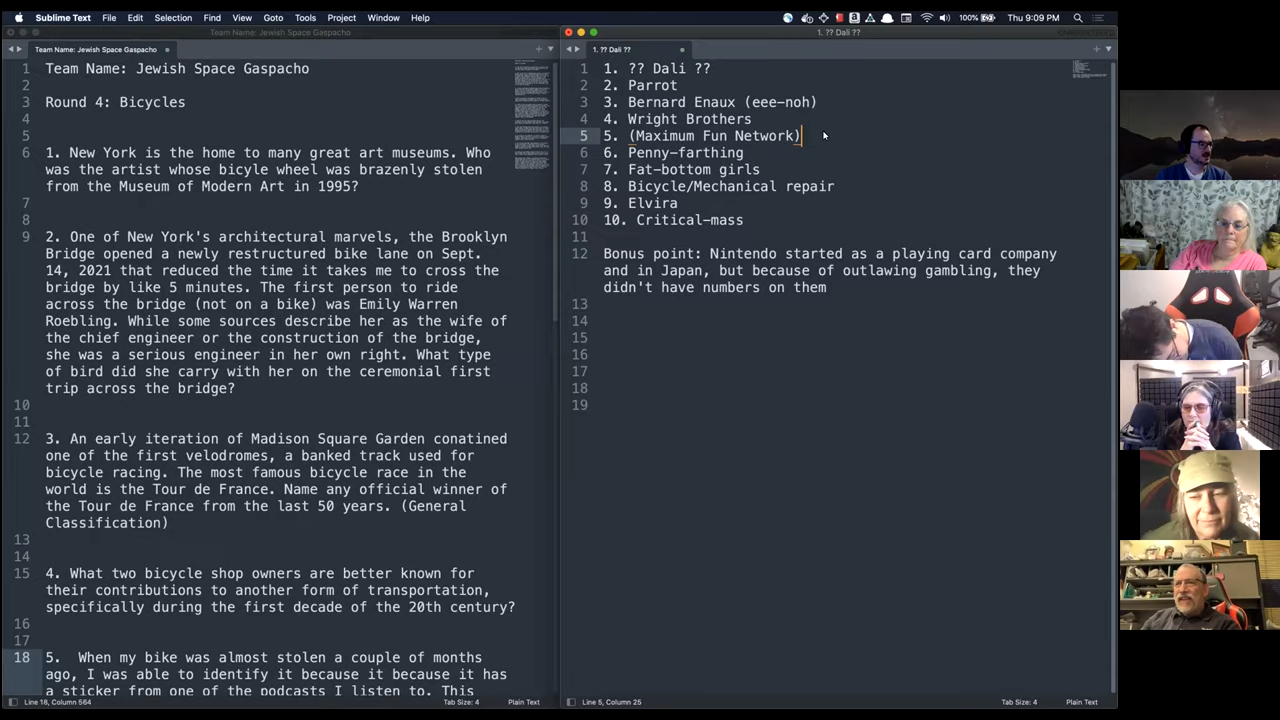 Sublime Text File Edit Selection Find View Goto Tools Project Window Help 100% Thu 9:09 PM
Team Name: Jewish Space Gaspacho
Team Name: Jewish Space Gaspacho
1 Team Name: Jewish Space Gaspacho
2
3 Round 4: Bicycles
4
5
6 1. New York is the home to many great art museums. Who
was the artist whose bicyle wheel was brazenly stolen
from the Museum of Modern Art in 1995?
7
8
9 2. One of New York's architectural marvels, the Brooklyn
Bridge opened a newly restructured bike lane on Sept.
14, 2021 that reduced the time it takes me to cross the
bridge by like 5 minutes. The first person to ride
across the bridge (not on a bike) was Emily Warren
Roebling. While some sources describe her as the wife of
the chief engineer or the construction of the bridge,
she was a serious engineer in her own right. What type
of bird did she carry with her on the ceremonial first
trip across the bridge?
10
11
12 3. An early iteration of Madison Square Garden conatined
one of the first velodromes, a banked track used for
bicycle racing. The most famous bicycle race in the
world is the Tour de France. Name any official winner of
the Tour de France from the last 50 years. (General
Classification)
13
14
15 4. What two bicycle shop owners are better known for
their contributions to another form of transportation,
specifically during the first decade of the 20th century?
16
17
18 5.  When my bike was almost stolen a couple of months
ago, I was able to identify it because it because it has
a sticker from one of the podcasts I listen to. This
Line 18, Column 564 Tab Size: 4 Plain Text
1. ?? Dali ??
1. ?? Dali ??
1 1. ?? Dali ??
2 2. Parrot
3 3. Bernard Enaux (eee-noh)
4 4. Wright Brothers
5 5. (Maximum Fun Network)
6 6. Penny-farthing
7 7. Fat-bottom girls
8 8. Bicycle/Mechanical repair
9 9. Elvira
10 10. Critical-mass
11
12 Bonus point: Nintendo started as a playing card company
and in Japan, but because of outlawing gambling, they
didn't have numbers on them
13
14
15
16
17
18
19
Line 5, Column 25 Tab Size: 4 Plain Text